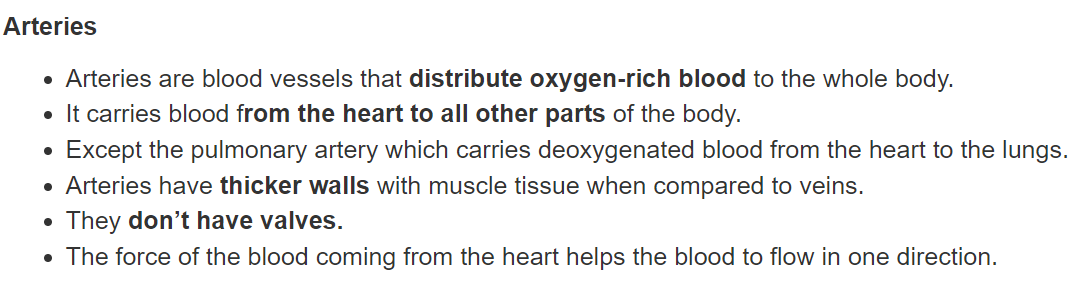 Arteries
• Arteries are blood vessels that distribute oxygen-rich blood to the whole body.
• It carries blood from the heart to all other parts of the body.
• Except the pulmonary artery which carries deoxygenated blood from the heart to the lungs.
• Arteries have thicker walls with muscle tissue when compared to veins.
• They don’t have valves.
• The force of the blood coming from the heart helps the blood to flow in one direction.